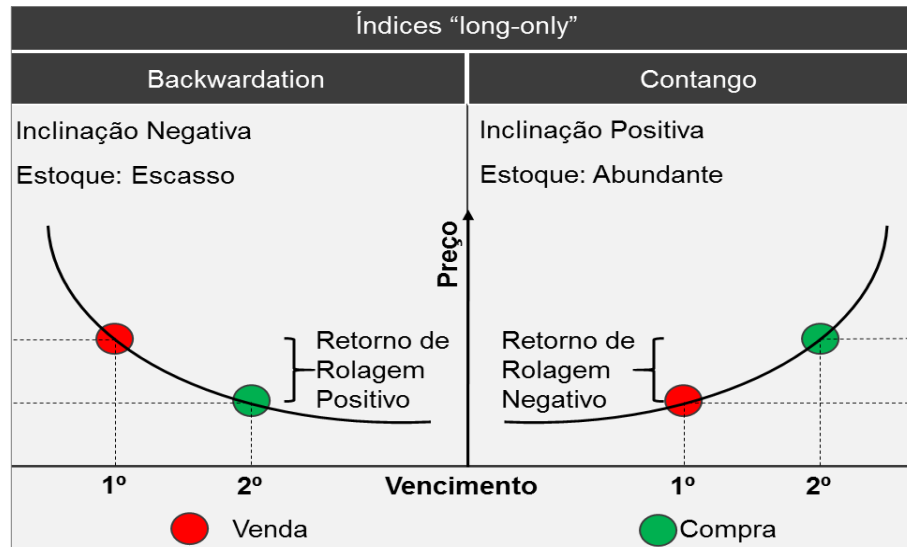 Índices “long-only”
Backwardation
Contango
Inclinação Negativa
Estoque: Escasso
Inclinação Positiva
Estoque: Abundante
Preço
Retorno de
Rolagem
Positivo
Retorno de
Rolagem
Negativo
1º
2º
Vencimento
1º
2º
Venda
Compra